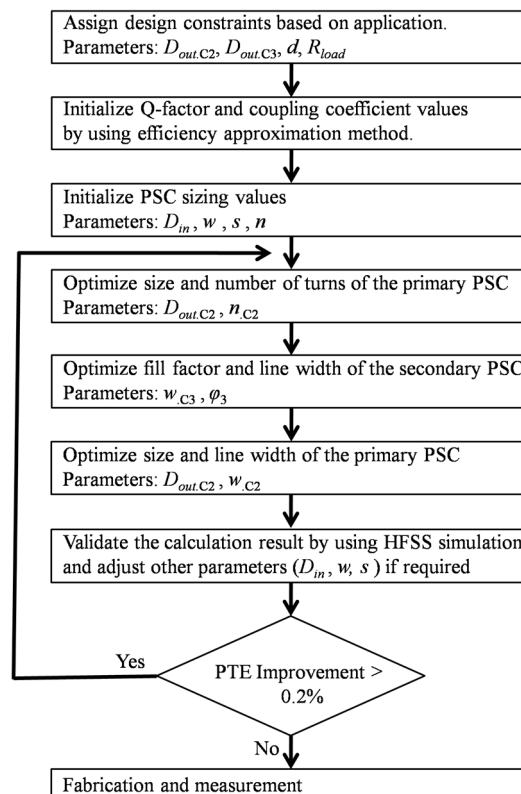 Assign design constraints based on application.
Parameters: D_out.C2, D_out.C3, d, R_load
Initialize Q-factor and coupling coefficient values
by using efficiency approximation method.
Initialize PSC sizing values
Parameters: D_in, w, s, n
Optimize size and number of turns of the primary PSC
Parameters: D_out.C2, n_.C2
Optimize fill factor and line width of the secondary PSC
Parameters: w_.C3, φ_3
Optimize size and line width of the primary PSC
Parameters: D_out.C2, w_.C2
Validate the calculation result by using HFSS simulation
and adjust other parameters (D_in, w, s) if required
Yes
PTE Improvement >
0.2%
No
Fabrication and measurement